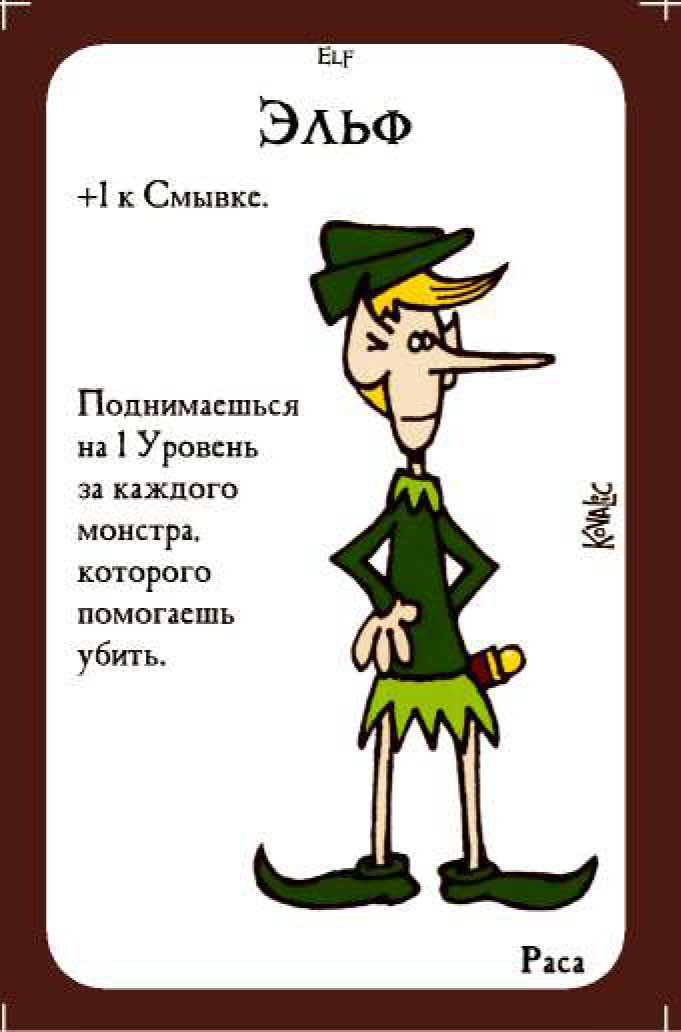 Elf
Эльф
+1 к Смывке.
Поднимаешься
на 1 Уровень
за каждого
монстра,
которого
помогаешь
убить.
Kovalic
Раса